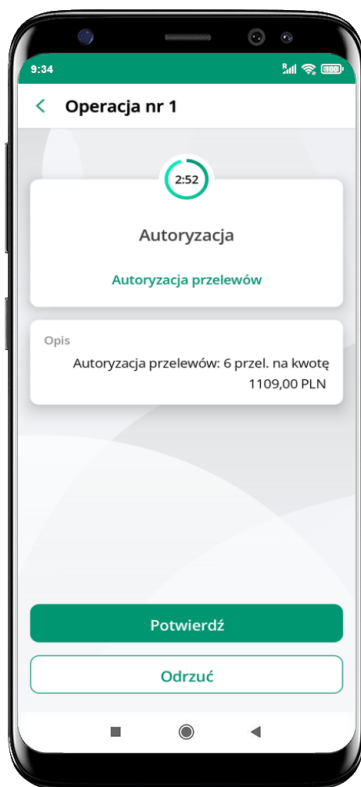 9:34
Operacja nr 1
2:52
Autoryzacja
Autoryzacja przelewów
Opis
Autoryzacja przelewów: 6 przel. na kwotę
1109,00 PLN
Potwierdź
Odrzuć